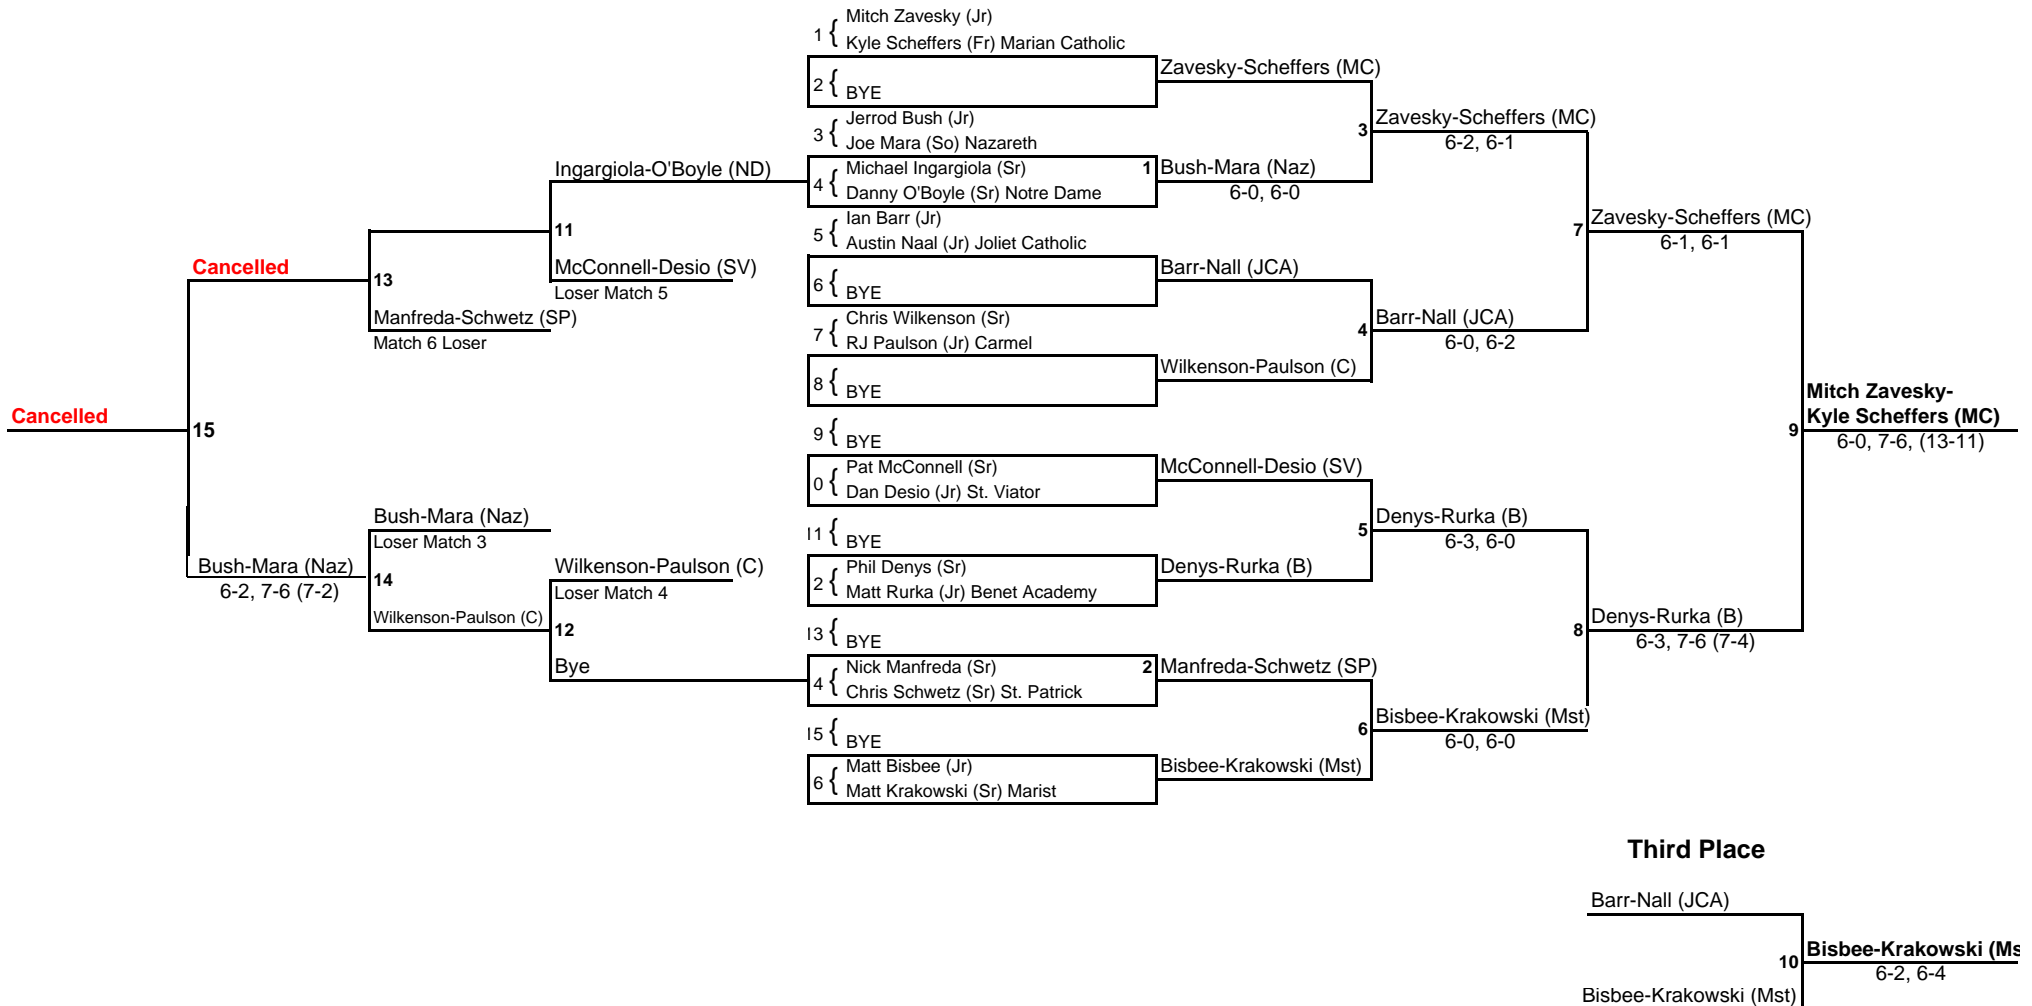 Mitch Zavesky (Jr)
1 {
Kyle Scheffers (Fr) Marian Catholic
Zavesky-Scheffers (MC)
2 {
BYE
Jerrod Bush (Jr)
3 {
Joe Mara (So) Nazareth
3
Zavesky-Scheffers (MC)
6-2, 6-1
Ingargiola-O'Boyle (ND)
Michael Ingargiola (Sr)
1
Bush-Mara (Naz)
4 {
Danny O'Boyle (Sr) Notre Dame
6-0, 6-0
Ian Barr (Jr)
5 {
Austin Naal (Jr) Joliet Catholic
11
7
Zavesky-Scheffers (MC)
6-1, 6-1
Cancelled
13
McConnell-Desio (SV)
Loser Match 5
Barr-Nall (JCA)
6 {
BYE
Manfreda-Schwetz (SP)
Match 6 Loser
Chris Wilkenson (Sr)
7 {
RJ Paulson (Jr) Carmel
4
Barr-Nall (JCA)
6-0, 6-2
Wilkenson-Paulson (C)
8 {
BYE
Cancelled
15
9 {
BYE
9
Mitch Zavesky-
Kyle Scheffers (MC)
6-0, 7-6, (13-11)
Pat McConnell (Sr)
McConnell-Desio (SV)
0 {
Dan Desio (Jr) St. Viator
Bush-Mara (Naz)
Loser Match 3
11 {
BYE
5
Denys-Rurka (B)
6-3, 6-0
Bush-Mara (Naz)
6-2, 7-6 (7-2)
14
Wilkenson-Paulson (C)
Loser Match 4
Phil Denys (Sr)
Denys-Rurka (B)
2 {
Matt Rurka (Jr) Benet Academy
Wilkenson-Paulson (C)
12
13 {
BYE
8
Denys-Rurka (B)
6-3, 7-6 (7-4)
Bye
Nick Manfreda (Sr)
2
Manfreda-Schwetz (SP)
4 {
Chris Schwetz (Sr) St. Patrick
15 {
BYE
6
Bisbee-Krakowski (Mst)
6-0, 6-0
Matt Bisbee (Jr)
Bisbee-Krakowski (Mst)
6 {
Matt Krakowski (Sr) Marist
Third Place
Barr-Nall (JCA)
10
Bisbee-Krakowski (Ms
6-2, 6-4
Bisbee-Krakowski (Mst)